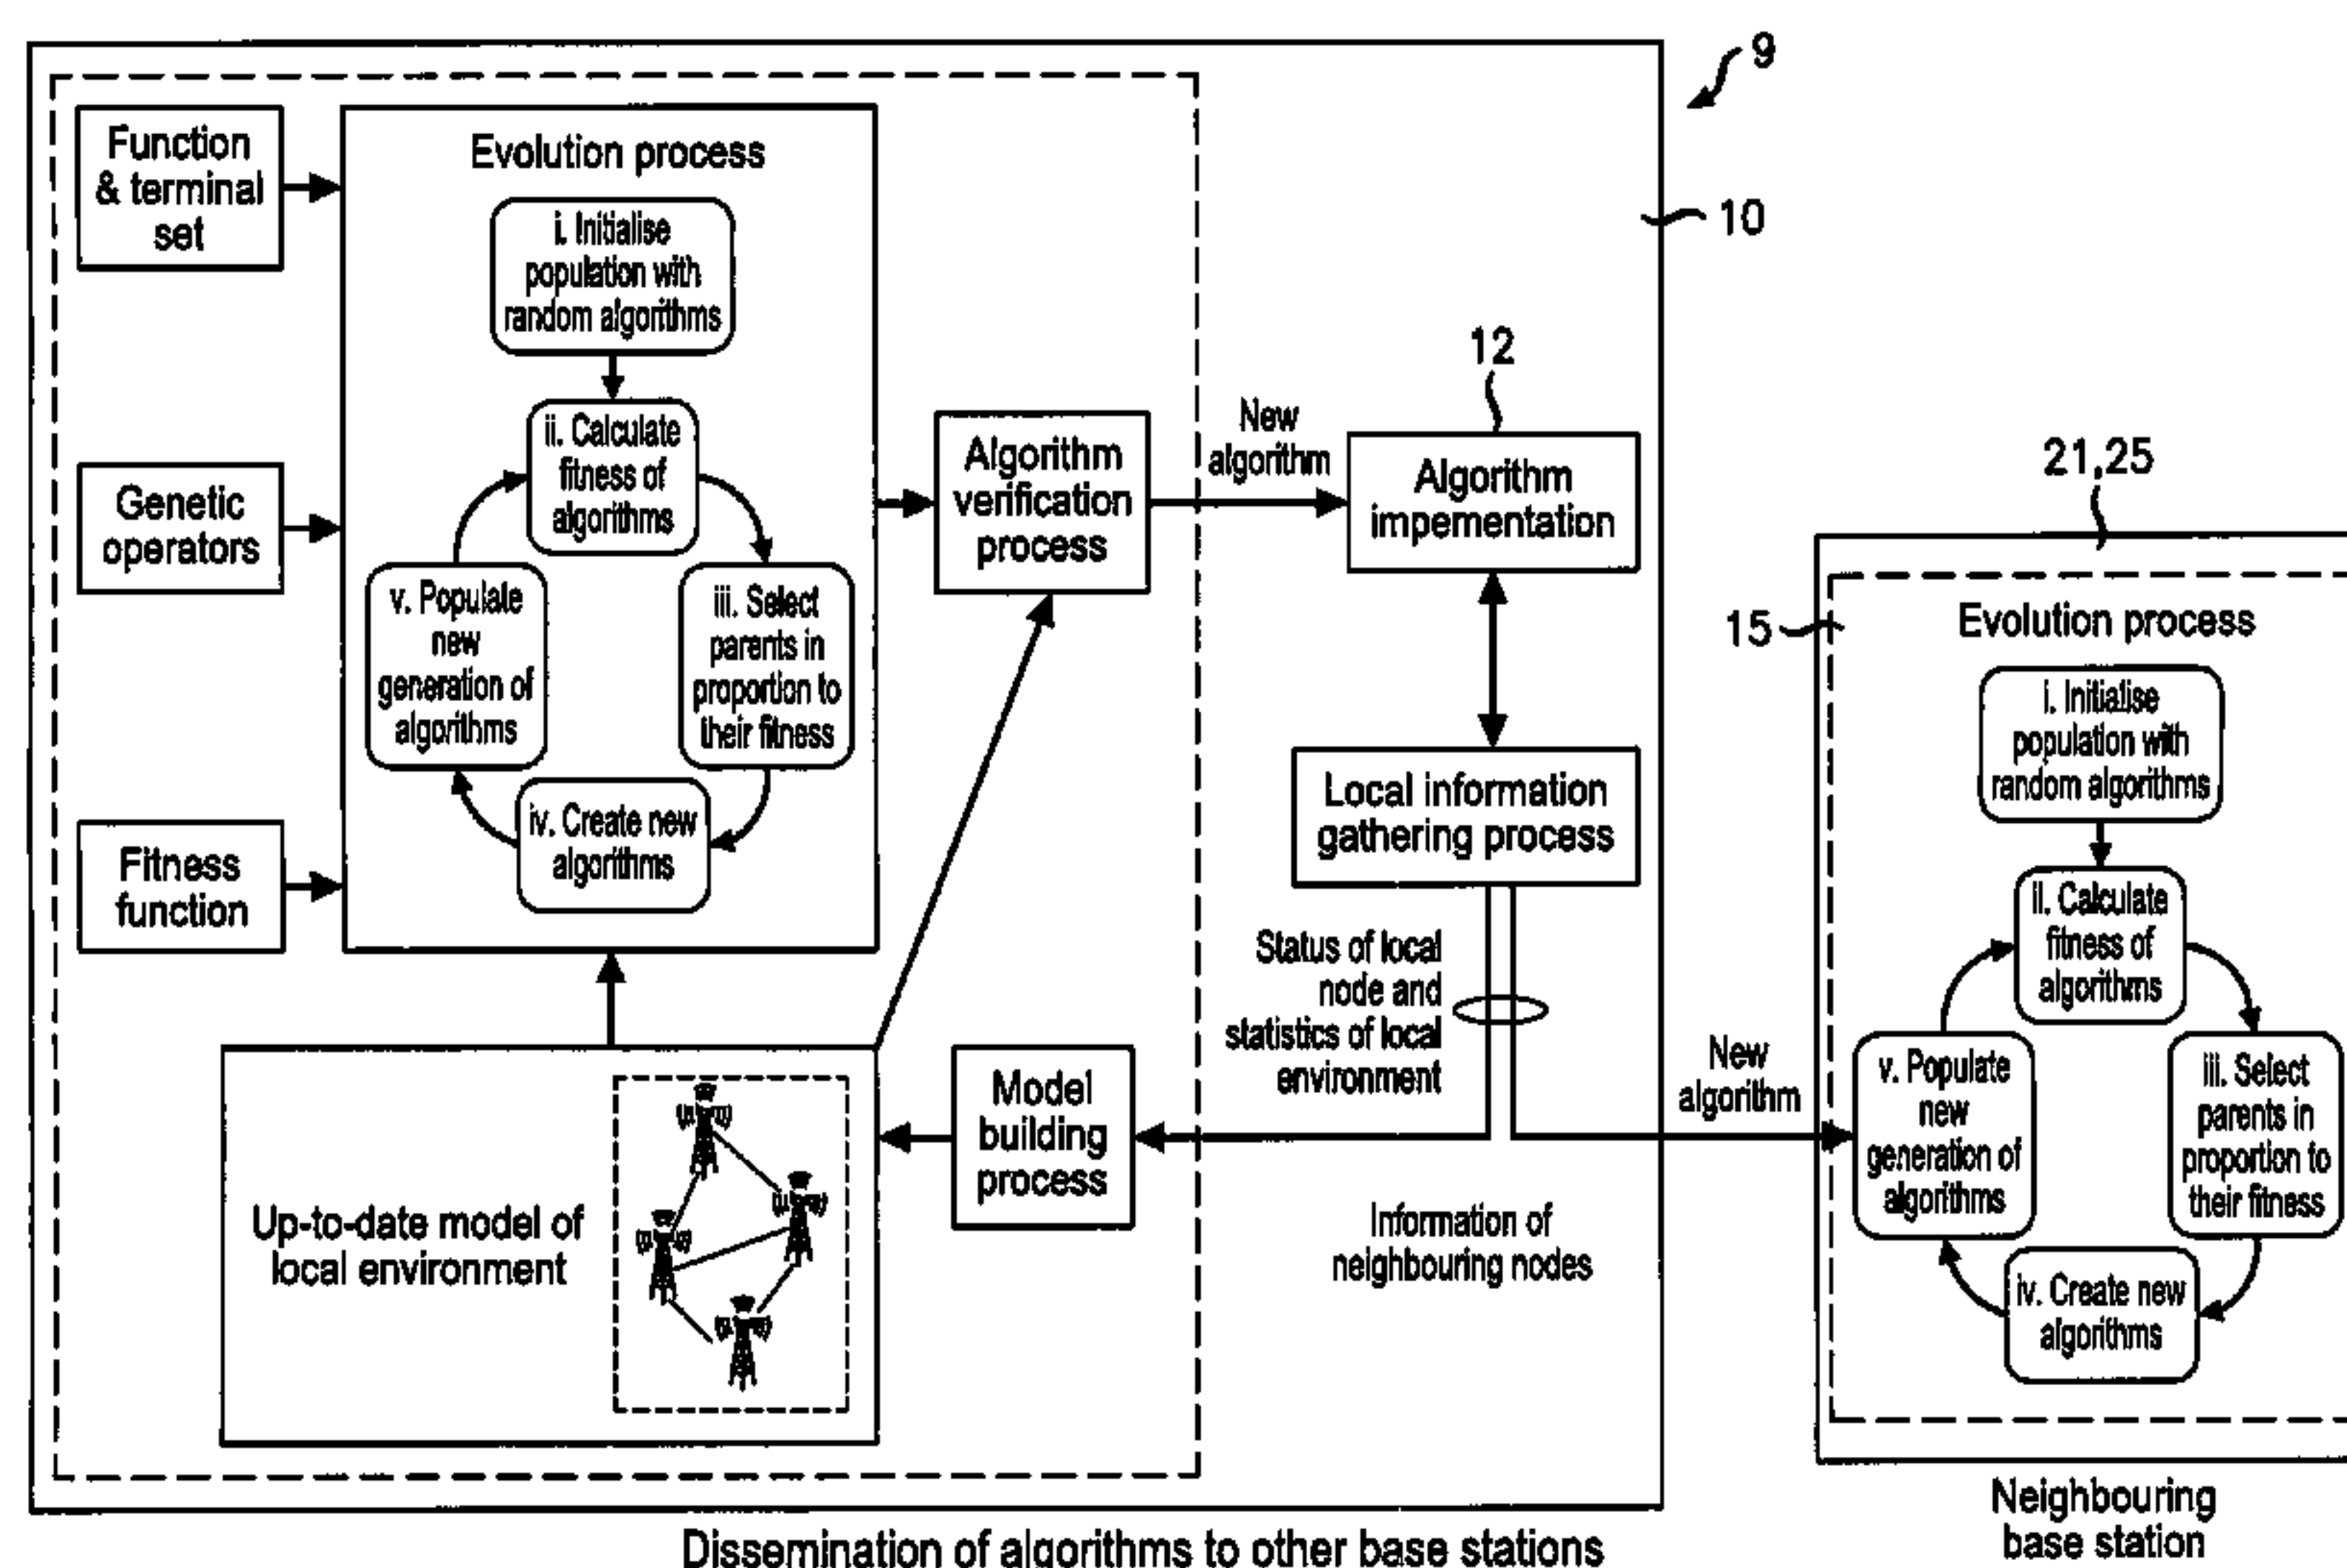 9
10
Function
& terminal
set
Evolution process
i. Initialise
population with
random algorithms
ii. Calculate
fitness of
algorithms
iii. Select
parents in
proportion to
their fitness
iv. Create new
algorithms
v. Populate
new
generation of
algorithms
Genetic
operators
Fitness
function
Algorithm
verification
process
New
algorithm
12
Algorithm
impementation
Local information
gathering process
Status of local
node and
statistics of local
environment
Model
building
process
Up-to-date model of
local environment
Information of
neighbouring nodes
New
algorithm
21,25
15
Evolution process
i. Initialise
population with
random algorithms
ii. Calculate
fitness of
algorithms
iii. Select
parents in
proportion to
their fitness
iv. Create new
algorithms
v. Populate
new
generation of
algorithms
Neighbouring
base station
Dissemination of algorithms to other base stations